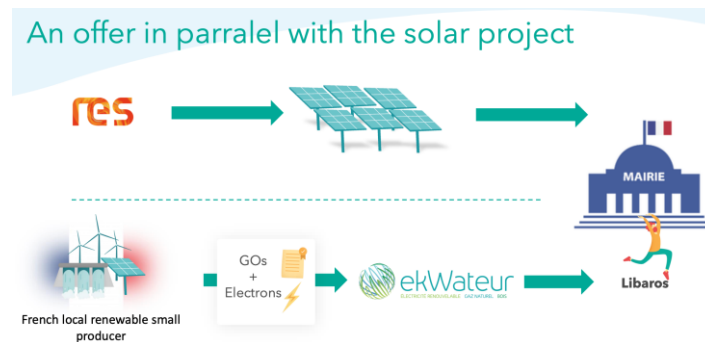 An offer in parralel with the solar project
res
MAIRIE
GOs
+
Electrons
ekWateur
ÉLECTRICITÉ RENOUVELABLE GAZ NATUREL BOIS
Libaros
French local renewable small
producer